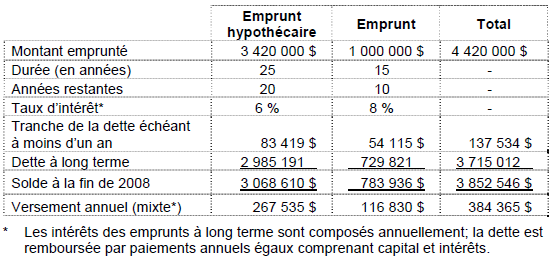 Emprunt hypothécaire Emprunt Total
Montant emprunté 3 420 000 $ 1 000 000 $ 4 420 000 $
Durée (en années) 25 15 -
Années restantes 20 10 -
Taux d'intérêt* 6 % 8 % -
Tranche de la dette échéant
à moins d'un an 83 419 $ 54 115 $ 137 534 $
Dette à long terme 2 985 191 729 821 3 715 012
Solde à la fin de 2008 3 068 610 $ 783 936 $ 3 852 546 $
Versement annuel (mixte*) 267 535 $ 116 830 $ 384 365 $
* Les intérêts des emprunts à long terme sont composés annuellement; la dette est
remboursée par paiements annuels égaux comprenant capital et intérêts.